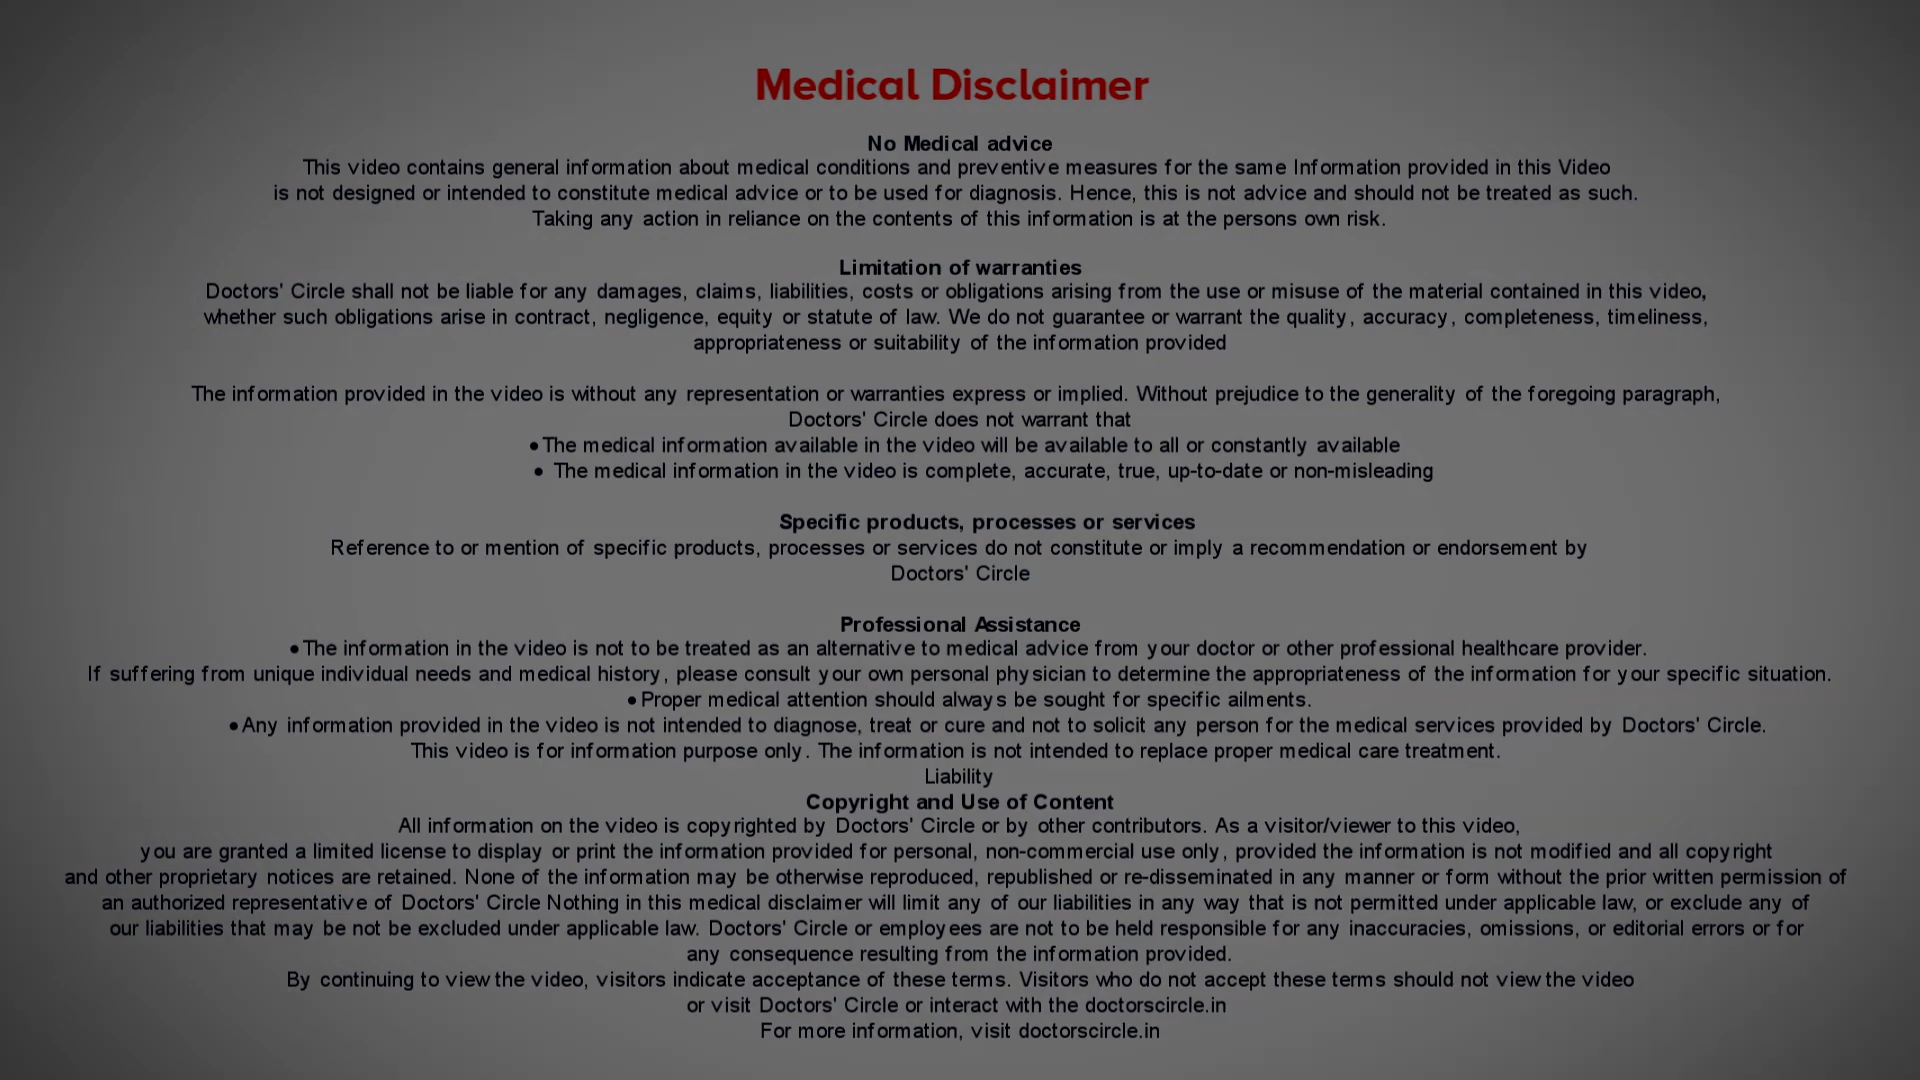 Medical Disclaimer
No Medical advice
This video contains general information about medical conditions and preventive measures for the same Information provided in this Video
is not designed or intended to constitute medical advice or to be used for diagnosis. Hence, this is not advice and should not be treated as such.
Taking any action in reliance on the contents of this information is at the persons own risk.
Limitation of warranties
Doctors' Circle shall not be liable for any damages, claims, liabilities, costs or obligations arising from the use or misuse of the material contained in this video,
whether such obligations arise in contract, negligence, equity or statute of law. We do not guarantee or warrant the quality, accuracy, completeness, timeliness,
appropriateness or suitability of the information provided
The information provided in the video is without any representation or warranties express or implied. Without prejudice to the generality of the foregoing paragraph,
Doctors' Circle does not warrant that
• The medical information available in the video will be available to all or constantly available
• The medical information in the video is complete, accurate, true, up-to-date or non-misleading
Specific products, processes or services
Reference to or mention of specific products, processes or services do not constitute or imply a recommendation or endorsement by
Doctors' Circle
Professional Assistance
• The information in the video is not to be treated as an alternative to medical advice from your doctor or other professional healthcare provider.
If suffering from unique individual needs and medical history, please consult your own personal physician to determine the appropriateness of the information for your specific situation.
• Proper medical attention should always be sought for specific ailments.
• Any information provided in the video is not intended to diagnose, treat or cure and not to solicit any person for the medical services provided by Doctors' Circle.
This video is for information purpose only. The information is not intended to replace proper medical care treatment.
Liability
Copyright and Use of Content
All information on the video is copyrighted by Doctors' Circle or by other contributors. As a visitor/viewer to this video,
you are granted a limited license to display or print the information provided for personal, non-commercial use only, provided the information is not modified and all copyright
and other proprietary notices are retained. None of the information may be otherwise reproduced, republished or re-disseminated in any manner or form without the prior written permission of
an authorized representative of Doctors' Circle Nothing in this medical disclaimer will limit any of our liabilities in any way that is not permitted under applicable law, or exclude any of
our liabilities that may be not be excluded under applicable law. Doctors' Circle or employees are not to be held responsible for any inaccuracies, omissions, or editorial errors or for
any consequence resulting from the information provided.
By continuing to view the video, visitors indicate acceptance of these terms. Visitors who do not accept these terms should not view the video
or visit Doctors' Circle or interact with the doctorscircle.in
For more information, visit doctorscircle.in